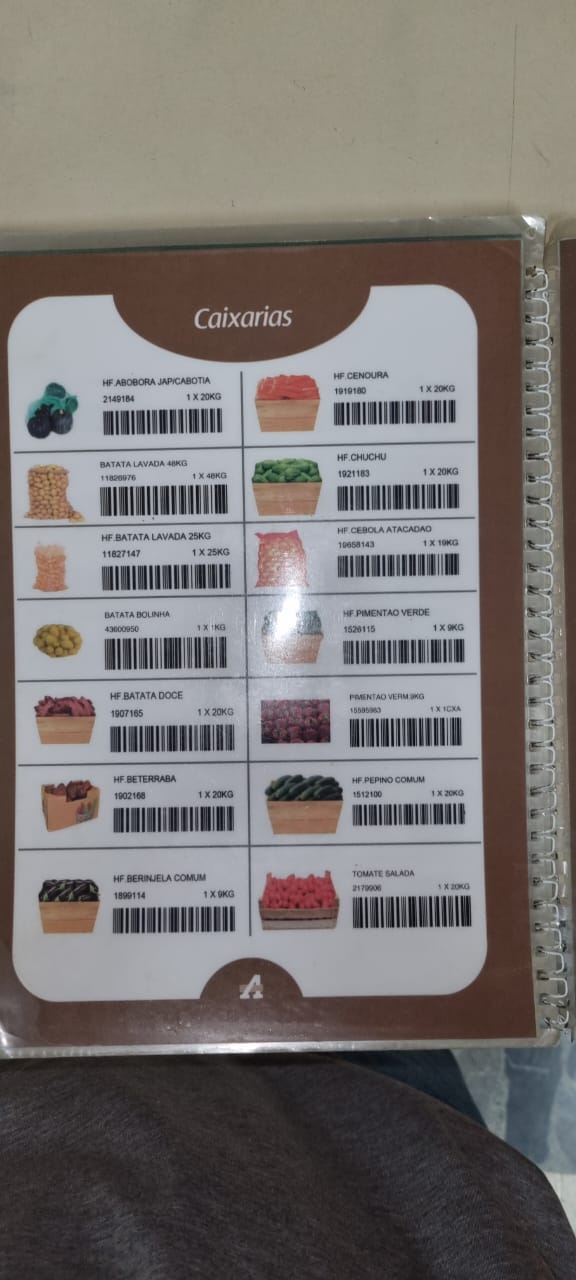 Caixarias
HF.ABOBORA JAP/CABOTIA
2149184 1 X 20KG
HF.CENOURA
1919180 1 X 20KG
BATATA LAVADA 48KG
11826976 1 X 48KG
HF.CHUCHU
1921183 1 X 20KG
HF.BATATA LAVADA 25KG
11827147 1 X 25KG
HF CEBOLA ATACADAO
19658143 1 X 19KG
BATATA BOLINHA
43600950 1 X 1KG
HF.PIMENTAO VERDE
1526115 1 X 9KG
HF.BATATA DOCE
1907165 1 X 20KG
PIMENTAO VERM.9KG
15595983 1 X 1CXA
HF.BETERRABA
1902168 1 X 20KG
HF.PEPINO COMUM
1512100 1 X 20KG
HF.BERINJELA COMUM
1899114 1 X 9KG
TOMATE SALADA
2179906 1 X 20KG
A